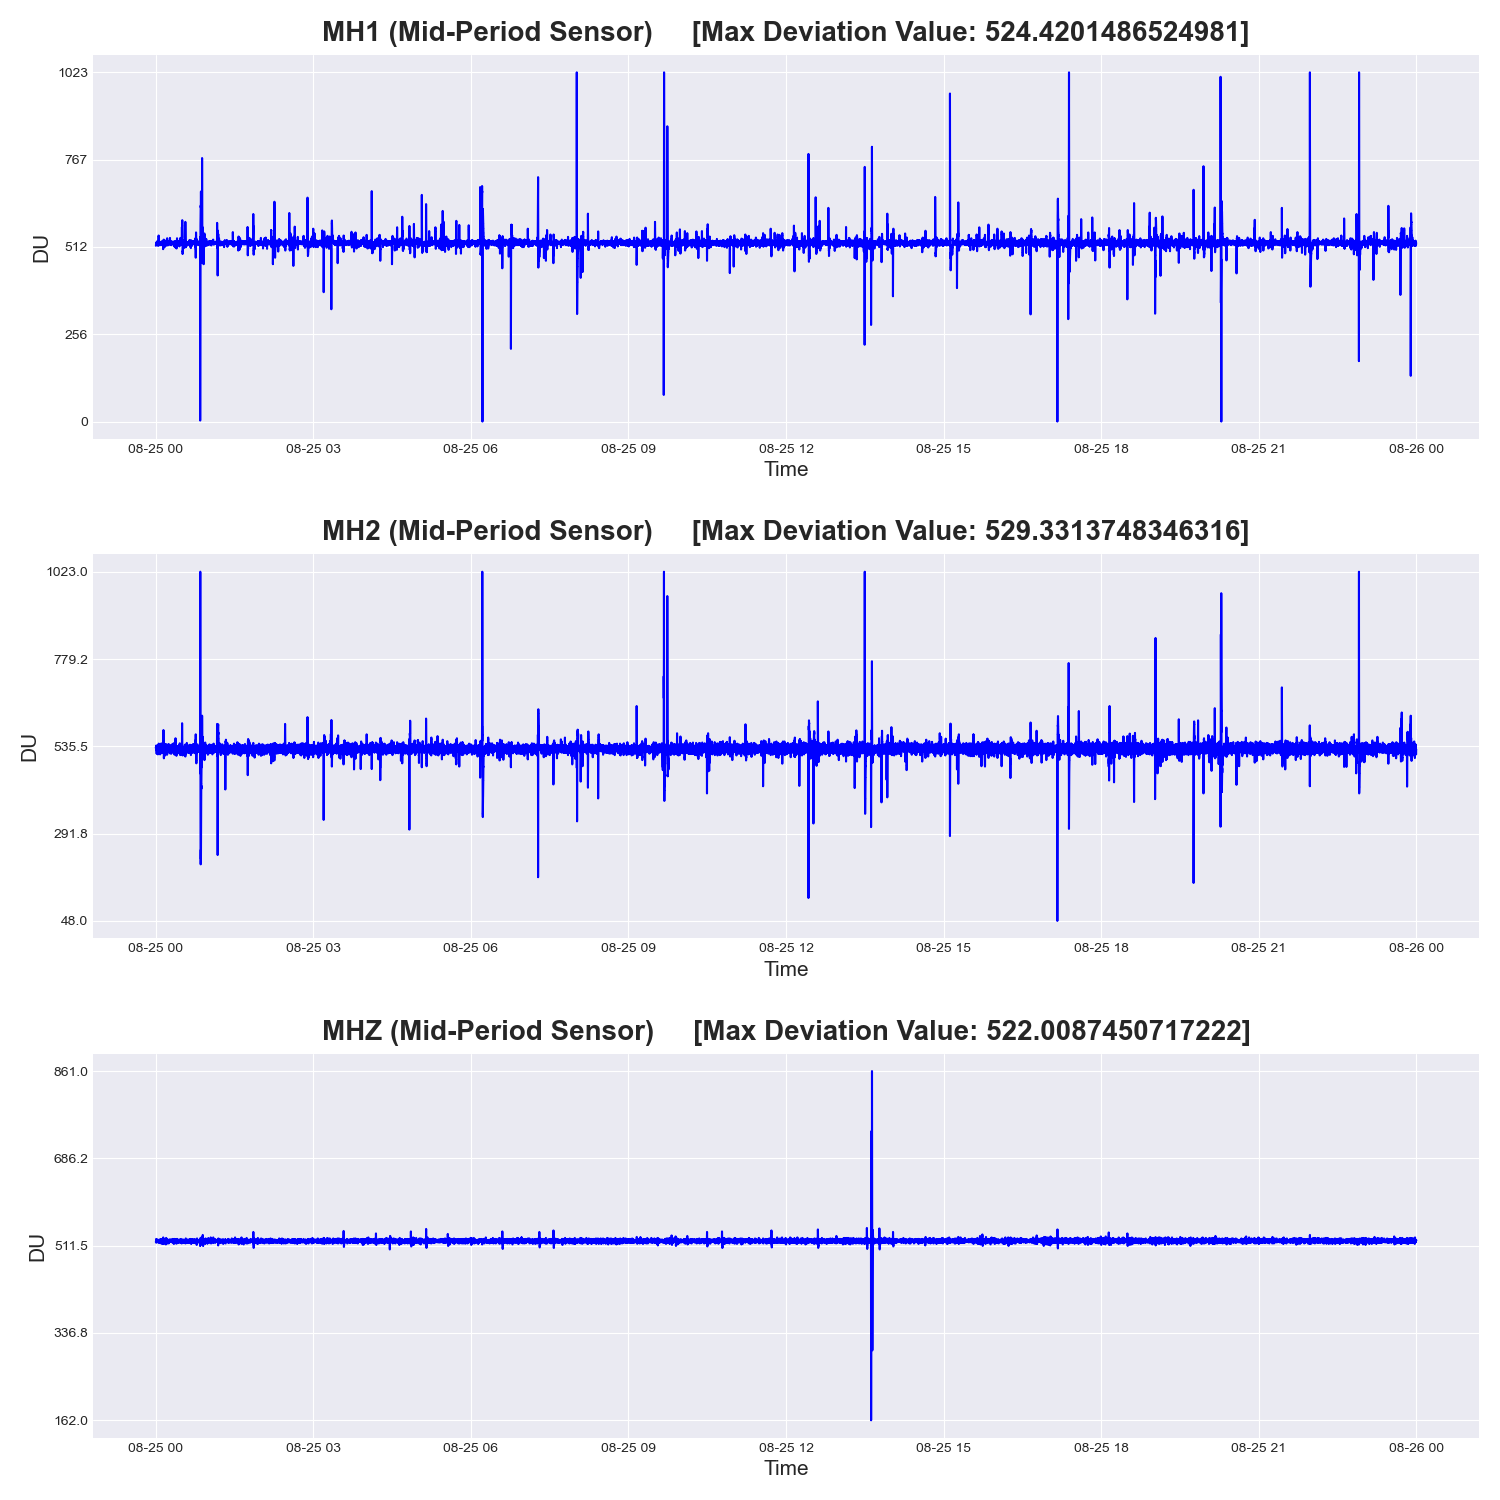 MH1 (Mid-Period Sensor) [Max Deviation Value: 524.4201486524981]
1023
767
512
256
0
DU
08-25 00 08-25 03 08-25 06 08-25 09 08-25 12 08-25 15 08-25 18 08-25 21 08-26 00
Time
MH2 (Mid-Period Sensor) [Max Deviation Value: 529.3313748346316]
1023.0
779.2
535.5
291.8
48.0
DU
08-25 00 08-25 03 08-25 06 08-25 09 08-25 12 08-25 15 08-25 18 08-25 21 08-26 00
Time
MHZ (Mid-Period Sensor) [Max Deviation Value: 522.0087450717222]
861.0
686.2
511.5
336.8
162.0
DU
08-25 00 08-25 03 08-25 06 08-25 09 08-25 12 08-25 15 08-25 18 08-25 21 08-26 00
Time